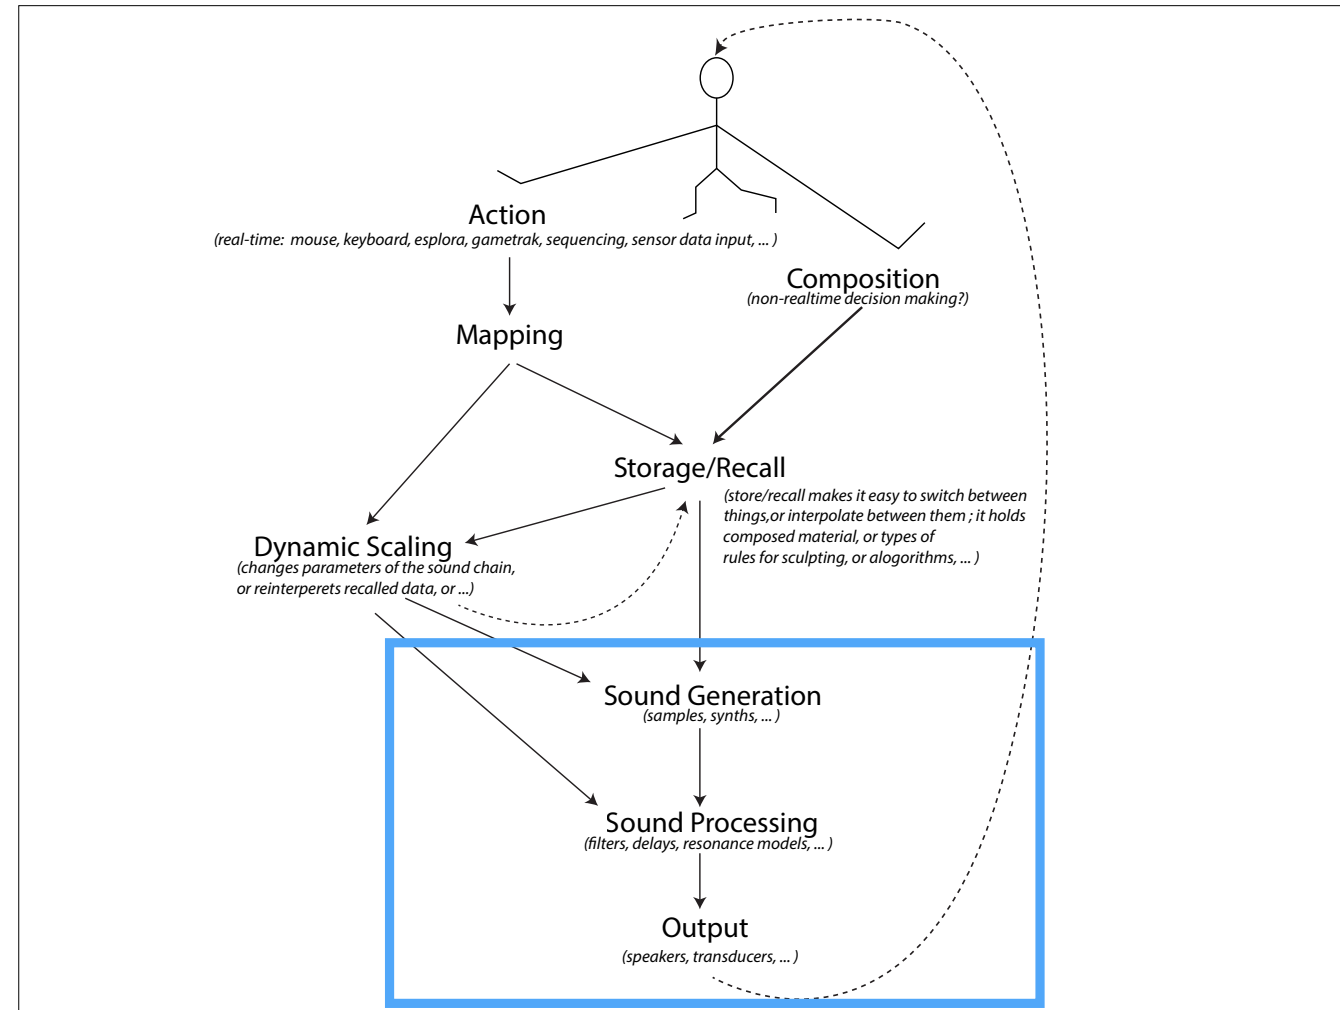 Action
(real-time:  mouse, keyboard, esplora, gametrak, sequencing, sensor data input, ... )
Composition
(non-realtime decision making?)
Mapping
Storage/Recall
(store/recall makes it easy to switch between
things,or interpolate between them ; it holds
composed material, or types of
rules for sculpting, or alogorithms, ... )
Dynamic Scaling
(changes parameters of the sound chain,
or reinterperets recalled data, or ...)
Sound Generation
(samples, synths, ... )
Sound Processing
(filters, delays, resonance models, ... )
Output
(speakers, transducers, ... )